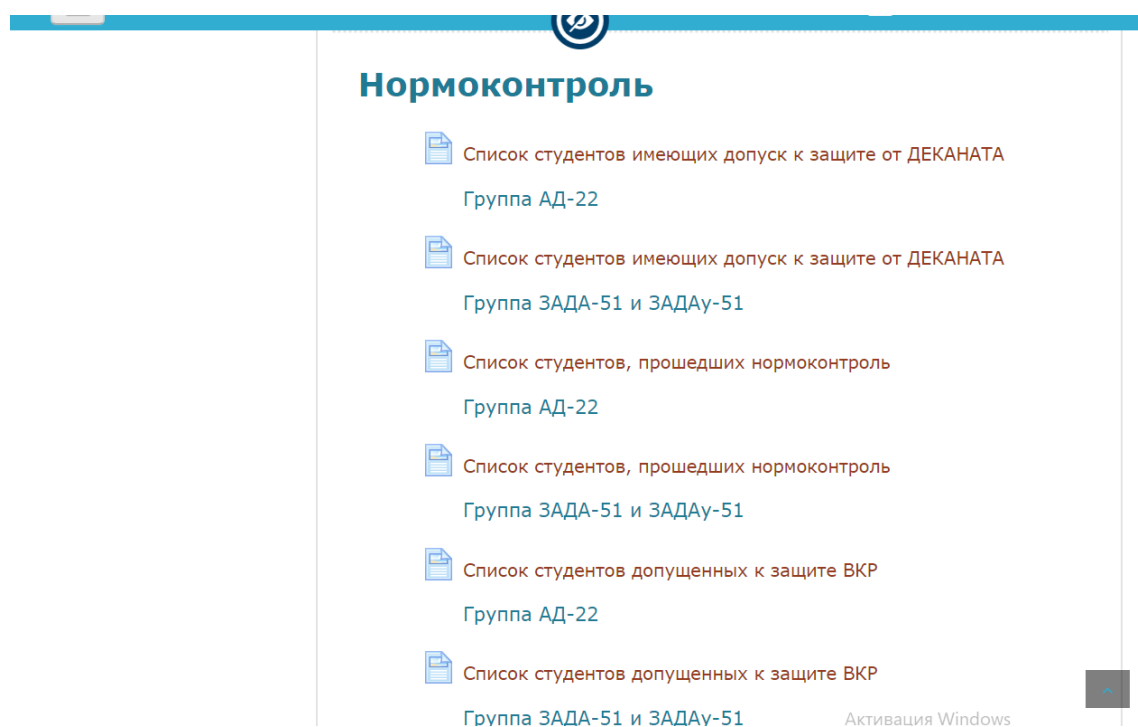 Нормоконтроль
Список студентов имеющих допуск к защите от ДЕКАНАТА
Группа АД-22
Список студентов имеющих допуск к защите от ДЕКАНАТА
Группа ЗАДА-51 и ЗАДАу-51
Список студентов, прошедших нормоконтроль
Группа АД-22
Список студентов, прошедших нормоконтроль
Группа ЗАДА-51 и ЗАДАу-51
Список студентов допущенных к защите ВКР
Группа АД-22
Список студентов допущенных к защите ВКР
Группа ЗАДА-51 и ЗАДАу-51
Активация Windows